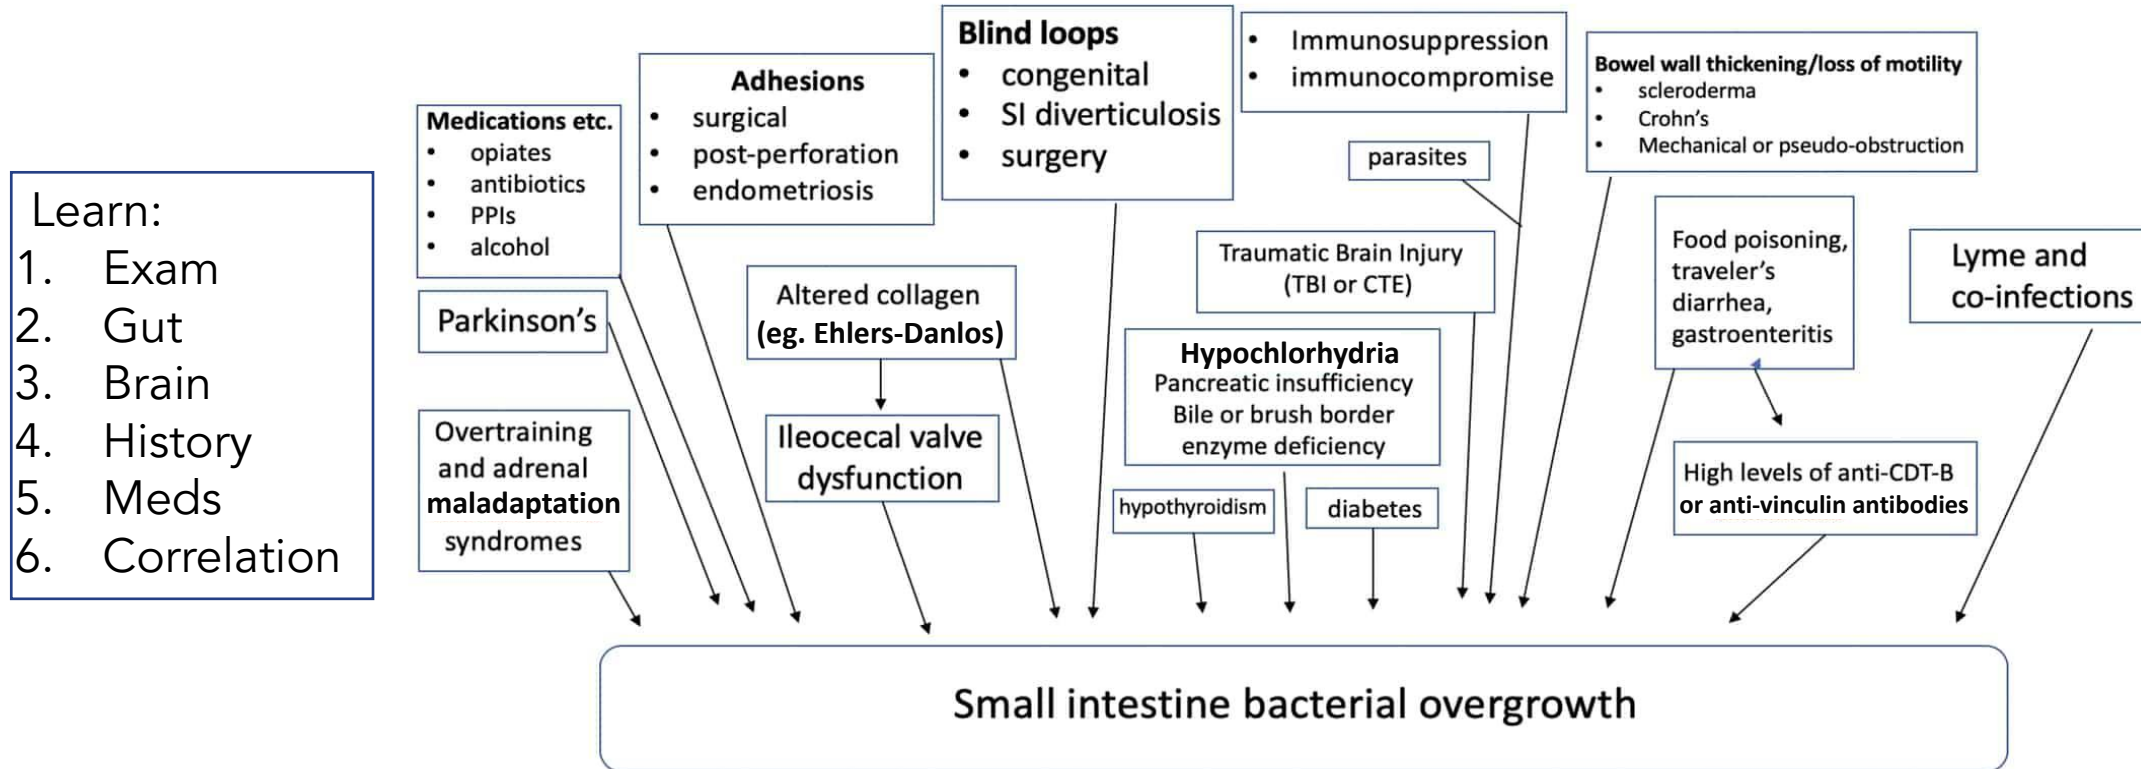 Learn:
1. Exam
2. Gut
3. Brain
4. History
5. Meds
6. Correlation
Medications etc.
• opiates
• antibiotics
• PPIs
• alcohol
Parkinson's
Overtraining
and adrenal
maladaptation
syndromes
Adhesions
• surgical
• post-perforation
• endometriosis
Altered collagen
(eg. Ehlers-Danlos)
Ileocecal valve
dysfunction
Blind loops
• congenital
• SI diverticulosis
• surgery
• Immunosuppression
• immunocompromise
parasites
Traumatic Brain Injury
(TBI or CTE)
Hypochlorhydria
Pancreatic insufficiency
Bile or brush border
enzyme deficiency
hypothyroidism
diabetes
Bowel wall thickening/loss of motility
• scleroderma
• Crohn's
• Mechanical or pseudo-obstruction
Food poisoning,
traveler's
diarrhea,
gastroenteritis
High levels of anti-CDT-B
or anti-vinculin antibodies
Lyme and
co-infections
Small intestine bacterial overgrowth